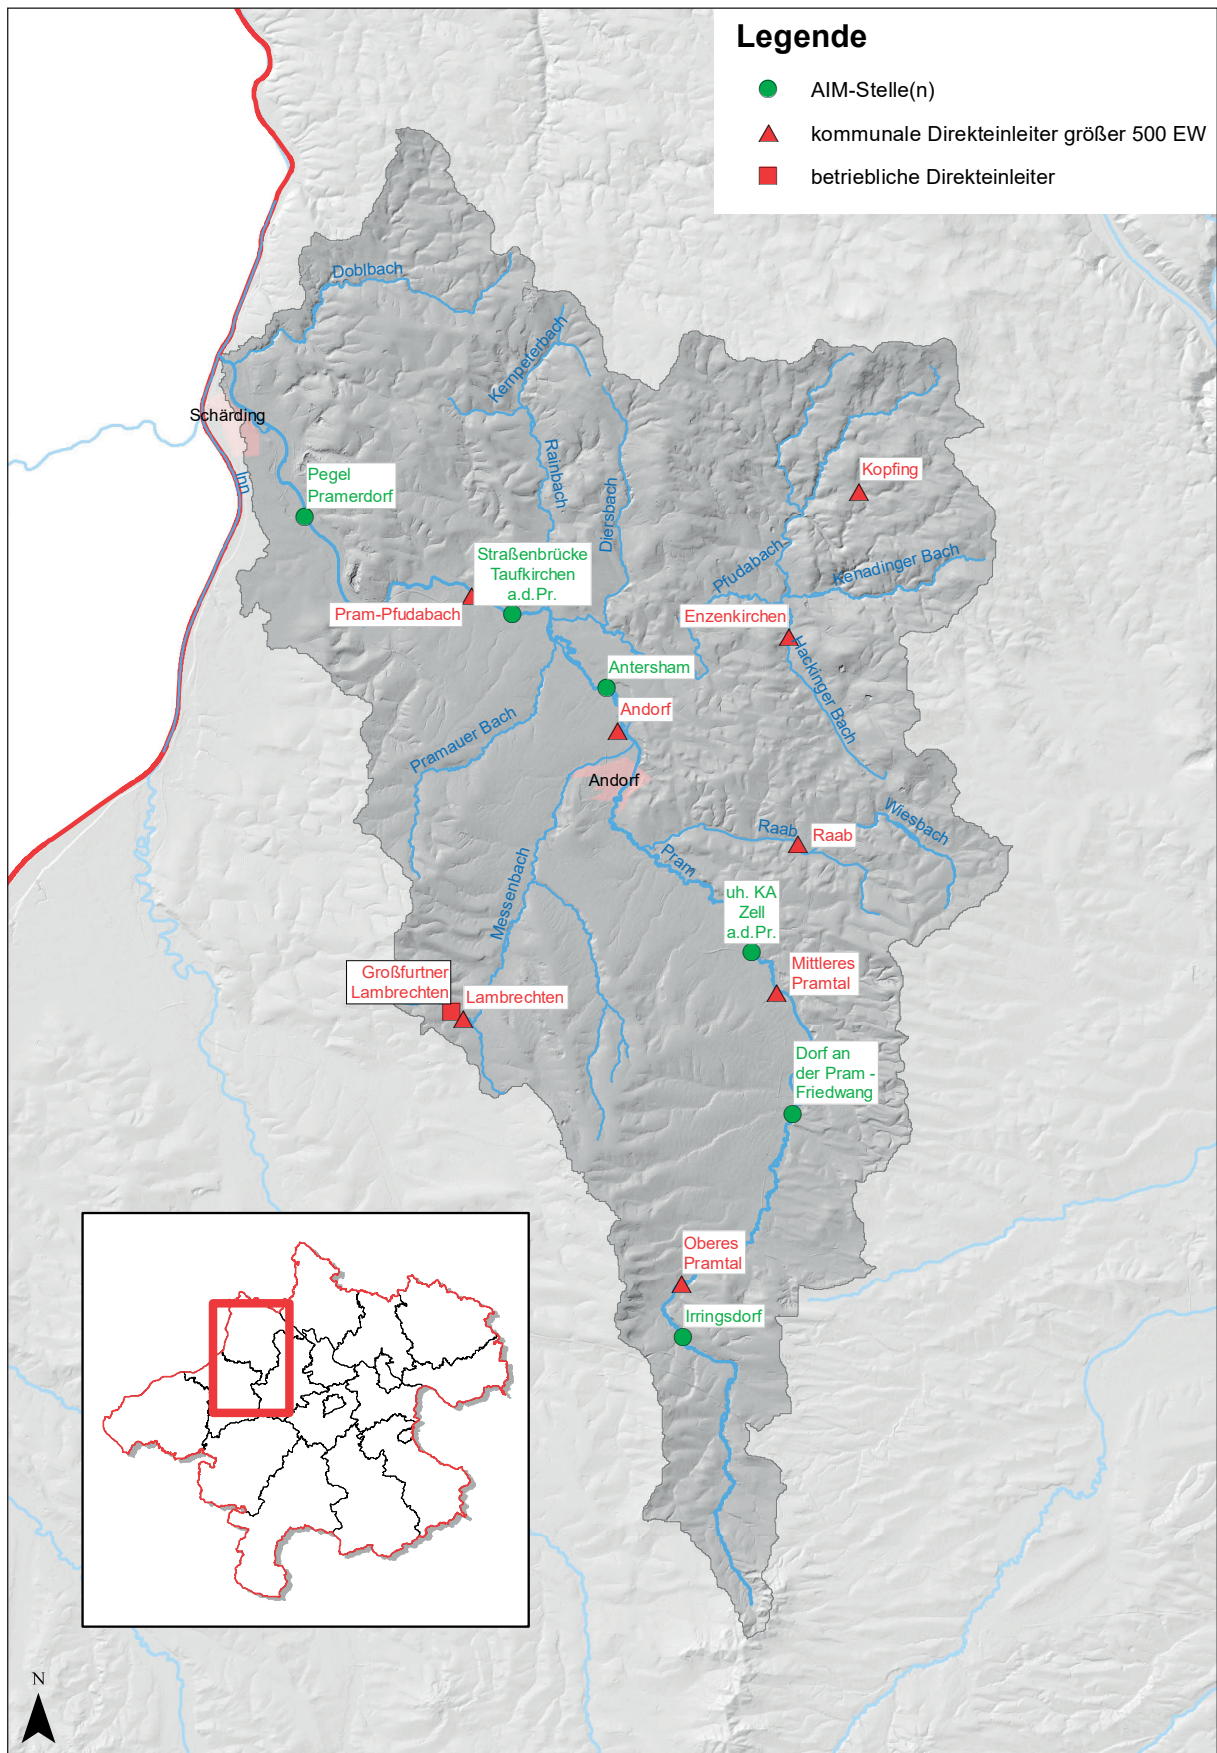 Legende
AIM-Stelle(n)
kommunale Direkteinleiter größer 500 EW
betriebliche Direkteinleiter
Doblbach
Kernpeterbach
Schärding
Inn
Rainbach
Diersbach
Kopfing
Pegel
Pramerdorf
Straßenbrücke
Taufkirchen
a.d.Pr.
Pfudabach
Kenadinger Bach
Pram-Pfudabach
Enzenkirchen
Hackinger Bach
Antersham
Andorf
Pramauer Bach
Andorf
Wiesbach
Raab
Raab
Pram
Messenbach
uh. KA
Zell
a.d.Pr.
Mittleres
Pramtal
Großfurtner
Lambrechten
Lambrechten
Dorf an
der Pram -
Friedwang
Oberes
Pramtal
Irringsdorf
N